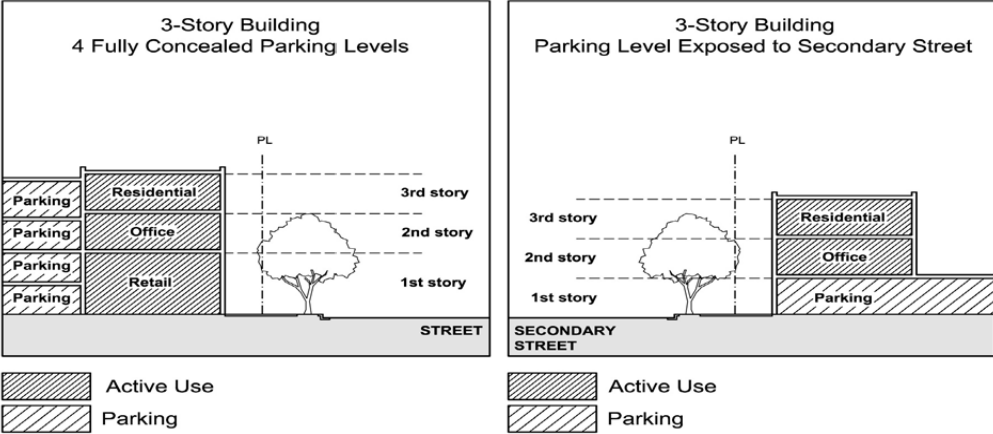 3-Story Building
4 Fully Concealed Parking Levels
PL
Residential
3rd story
Parking
Office
2nd story
Parking
Parking
Retail
1st story
Parking
STREET
Active Use
Parking
3-Story Building
Parking Level Exposed to Secondary Street
PL
3rd story
Residential
2nd story
Office
1st story
Parking
SECONDARY
STREET
Active Use
Parking